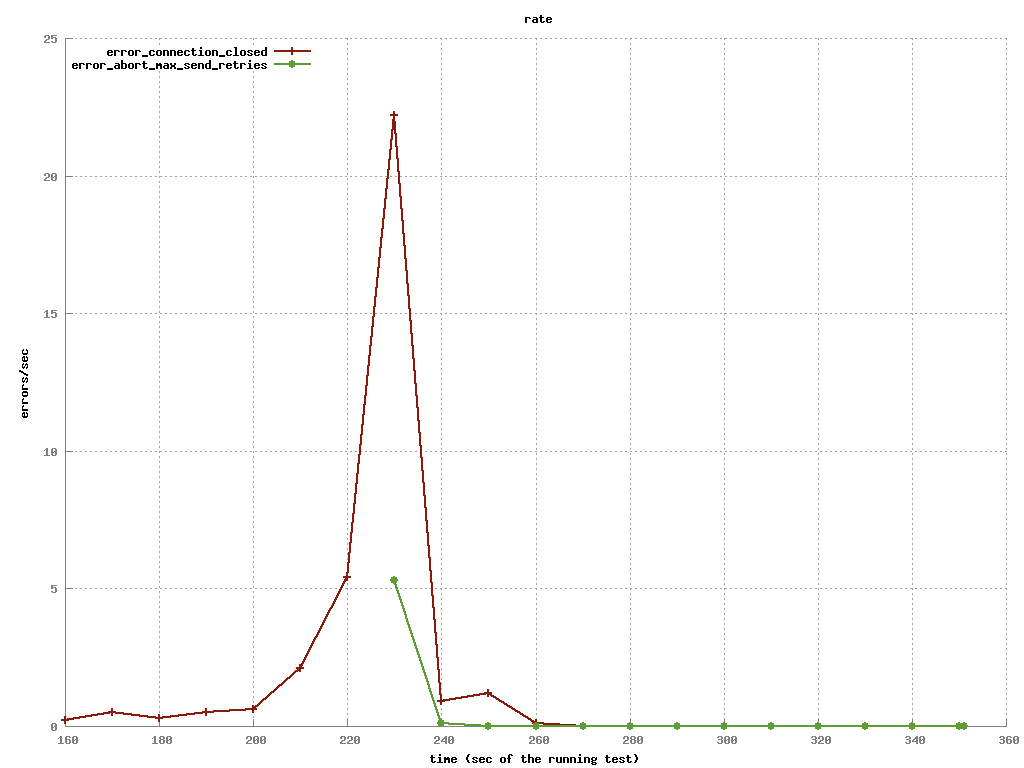 rate
25
error_connection_closed
error_abort_max_send_retries
20
15
errors/sec
10
5
0
160 180 200 220 240 260 280 300 320 340 360
time (sec of the running test)